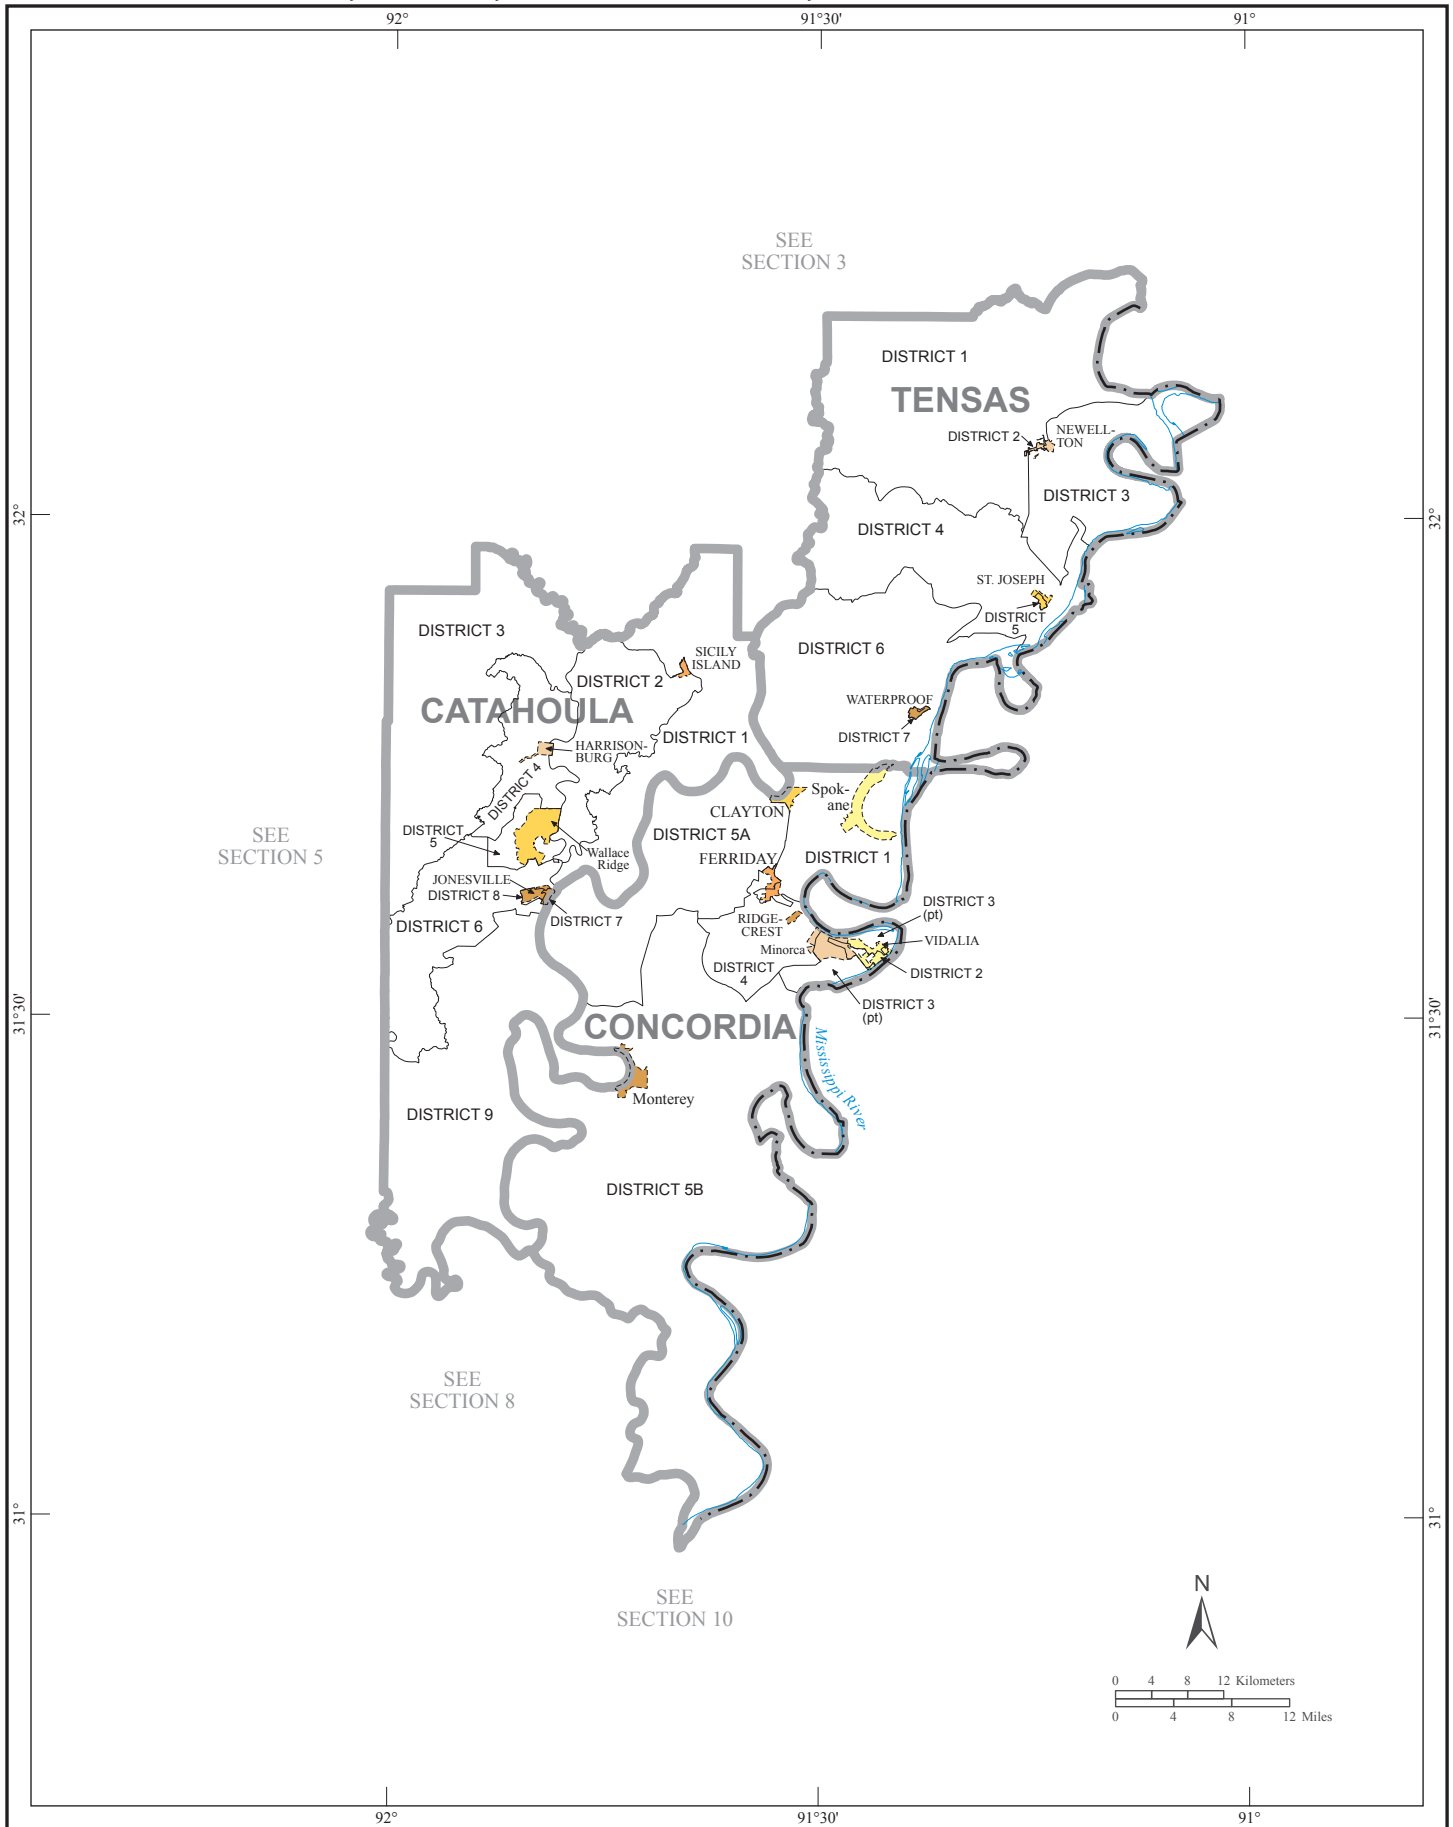 92°
91°30'
91°
SEE
SECTION 3
DISTRICT 1
TENSAS
DISTRICT 2
NEWELL-
TON
DISTRICT 3
32°
DISTRICT 4
32°
ST. JOSEPH
DISTRICT
5
DISTRICT 3
DISTRICT 6
SICILY
ISLAND
DISTRICT 2
CATAHOULA
WATERPROOF
DISTRICT 7
DISTRICT 1
HARRISON-
BURG
DISTRICT 4
Spok-
ane
CLAYTON
SEE
SECTION 5
DISTRICT
5
DISTRICT 5A
Wallace
Ridge
FERRIDAY
DISTRICT 1
JONESVILLE
DISTRICT 8
DISTRICT 3
(pt)
DISTRICT 6
DISTRICT 7
RIDGE-
CREST
VIDALIA
Minorca
DISTRICT
4
DISTRICT 2
DISTRICT 3
(pt)
31°30'
31°30'
CONCORDIA
Mississippi River
Monterey
DISTRICT 9
DISTRICT 5B
SEE
SECTION 8
31°
31°
SEE
SECTION 10
N
0 4 8 12 Kilometers
0 4 8 12 Miles
92°
91°30'
91°